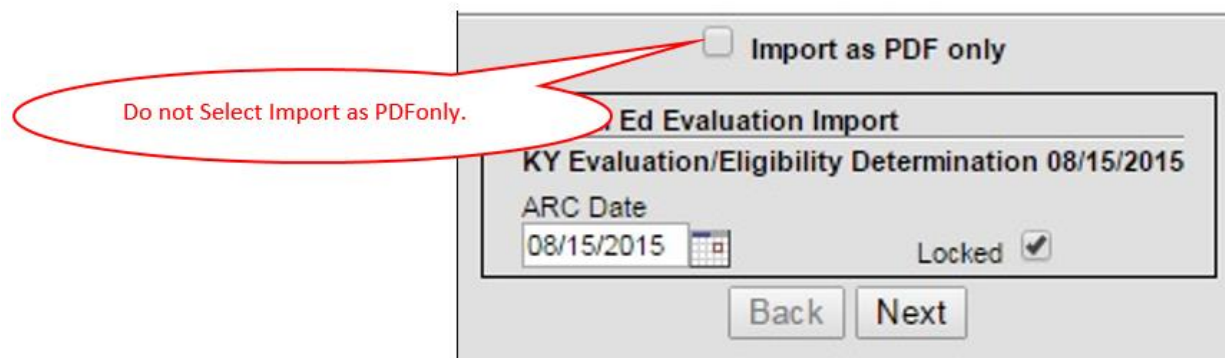 Import as PDF only
Do not Select Import as PDFonly.
Ed Evaluation Import
KY Evaluation/Eligibility Determination 08/15/2015
ARC Date
08/15/2015
Locked
Back Next